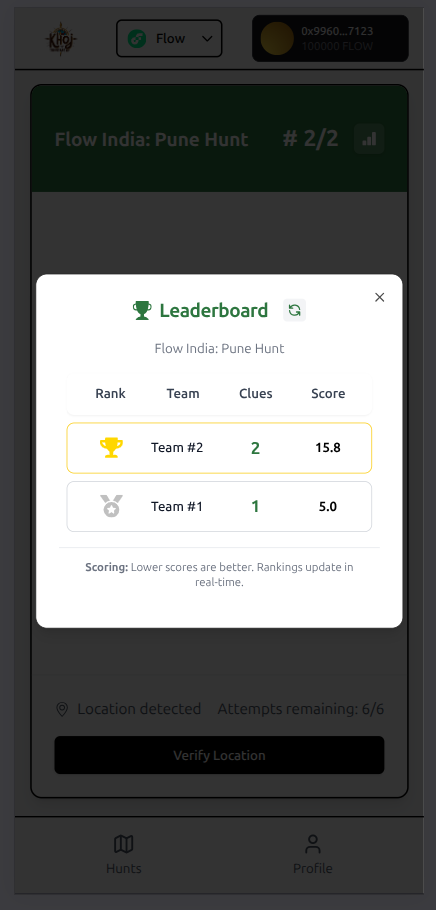 KHOJ
Flow
0x9960...7123
100000 FLOW
Flow India: Pune Hunt
# 2/2
Leaderboard
Flow India: Pune Hunt
Rank Team Clues Score
Team #2 2 15.8
Team #1 1 5.0
Scoring: Lower scores are better. Rankings update in
real-time.
Location detected Attempts remaining: 6/6
Verify Location
Hunts Profile